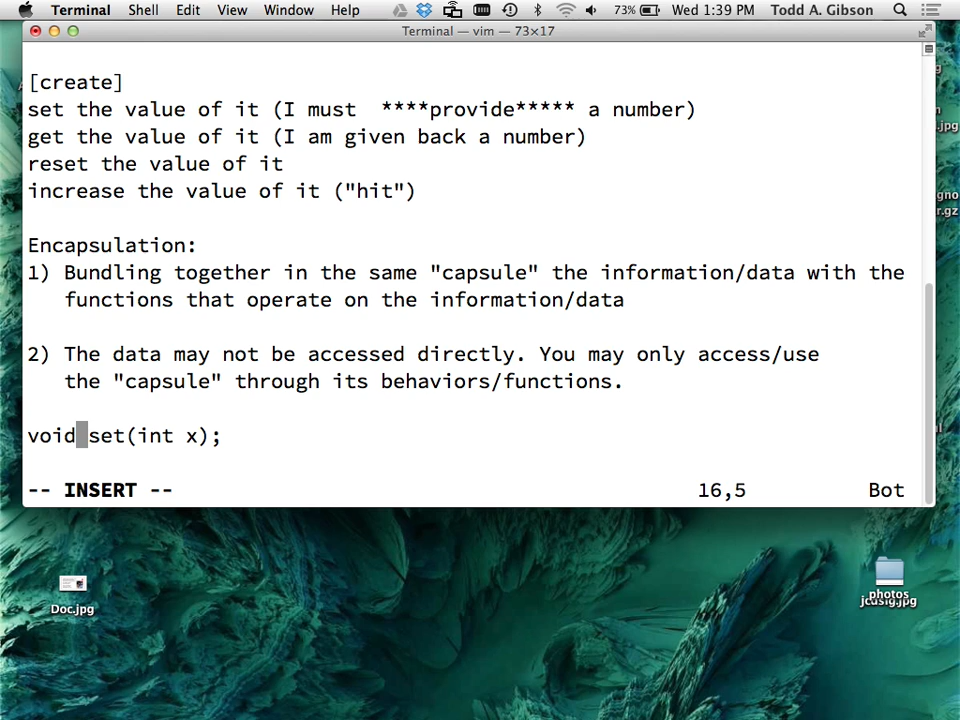 Terminal Shell Edit View Window Help 73% Wed 1:39 PM Todd A. Gibson
Terminal — vim — 73×17
[create]
set the value of it (I must  ****provide***** a number)
get the value of it (I am given back a number)
reset the value of it
increase the value of it ("hit")
Encapsulation:
1) Bundling together in the same "capsule" the information/data with the
functions that operate on the information/data
2) The data may not be accessed directly. You may only access/use
the "capsule" through its behaviors/functions.
void set(int x);
-- INSERT -- 16,5 Bot
.jpg
gno
r.gz
Doc.jpg
photos
jcusig.jpg